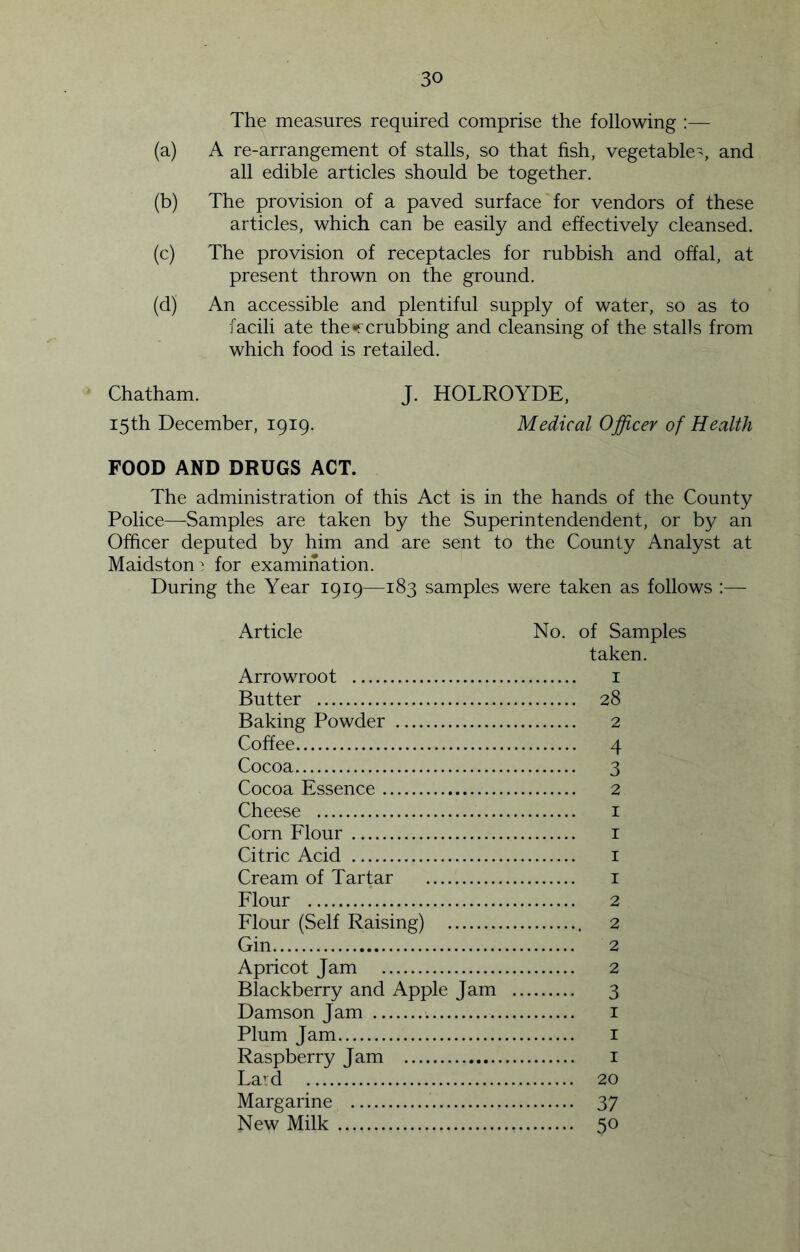 30
The measures required comprise the following :—
(a) A re-arrangement of stalls, so that fish, vegetables, and
all edible articles should be together.
(b) The provision of a paved surface for vendors of these
articles, which can be easily and effectively cleansed.
(c) The provision of receptacles for rubbish and offal, at
present thrown on the ground.
(d) An accessible and plentiful supply of water, so as to
facili ate the scrubbing and cleansing of the stalls from
which food is retailed.
Chatham. J. HOLROYDE,
15th December, 1919. Medical Officer of Health
FOOD AND DRUGS ACT.
The administration of this Act is in the hands of the County
Police—Samples are taken by the Superintendendent, or by an
Officer deputed by him and are sent to the County Analyst at
Maidstone for examination.
During the Year 1919—183 samples were taken as follows :—
Article No. of Samples
taken.
Arrowroot ........ 1
Butter ........ 28
Baking Powder ........ 2
Coffee ........ 4
Cocoa ........ 3
Cocoa Essence ........ 2
Cheese ........ 1
Corn Flour ........ 1
Citric Acid ........ 1
Cream of Tartar ........ 1
Flour ........ 2
Flour (Self Raising) ........ 2
Gin ........ 2
Apricot Jam ........ 2
Blackberry and Apple Jam ........ 3
Damson Jam ........ 1
Plum Jam ........ 1
Raspberry Jam ........ 1
Lard ........ 20
Margarine ........ 37
New Milk ........ 50